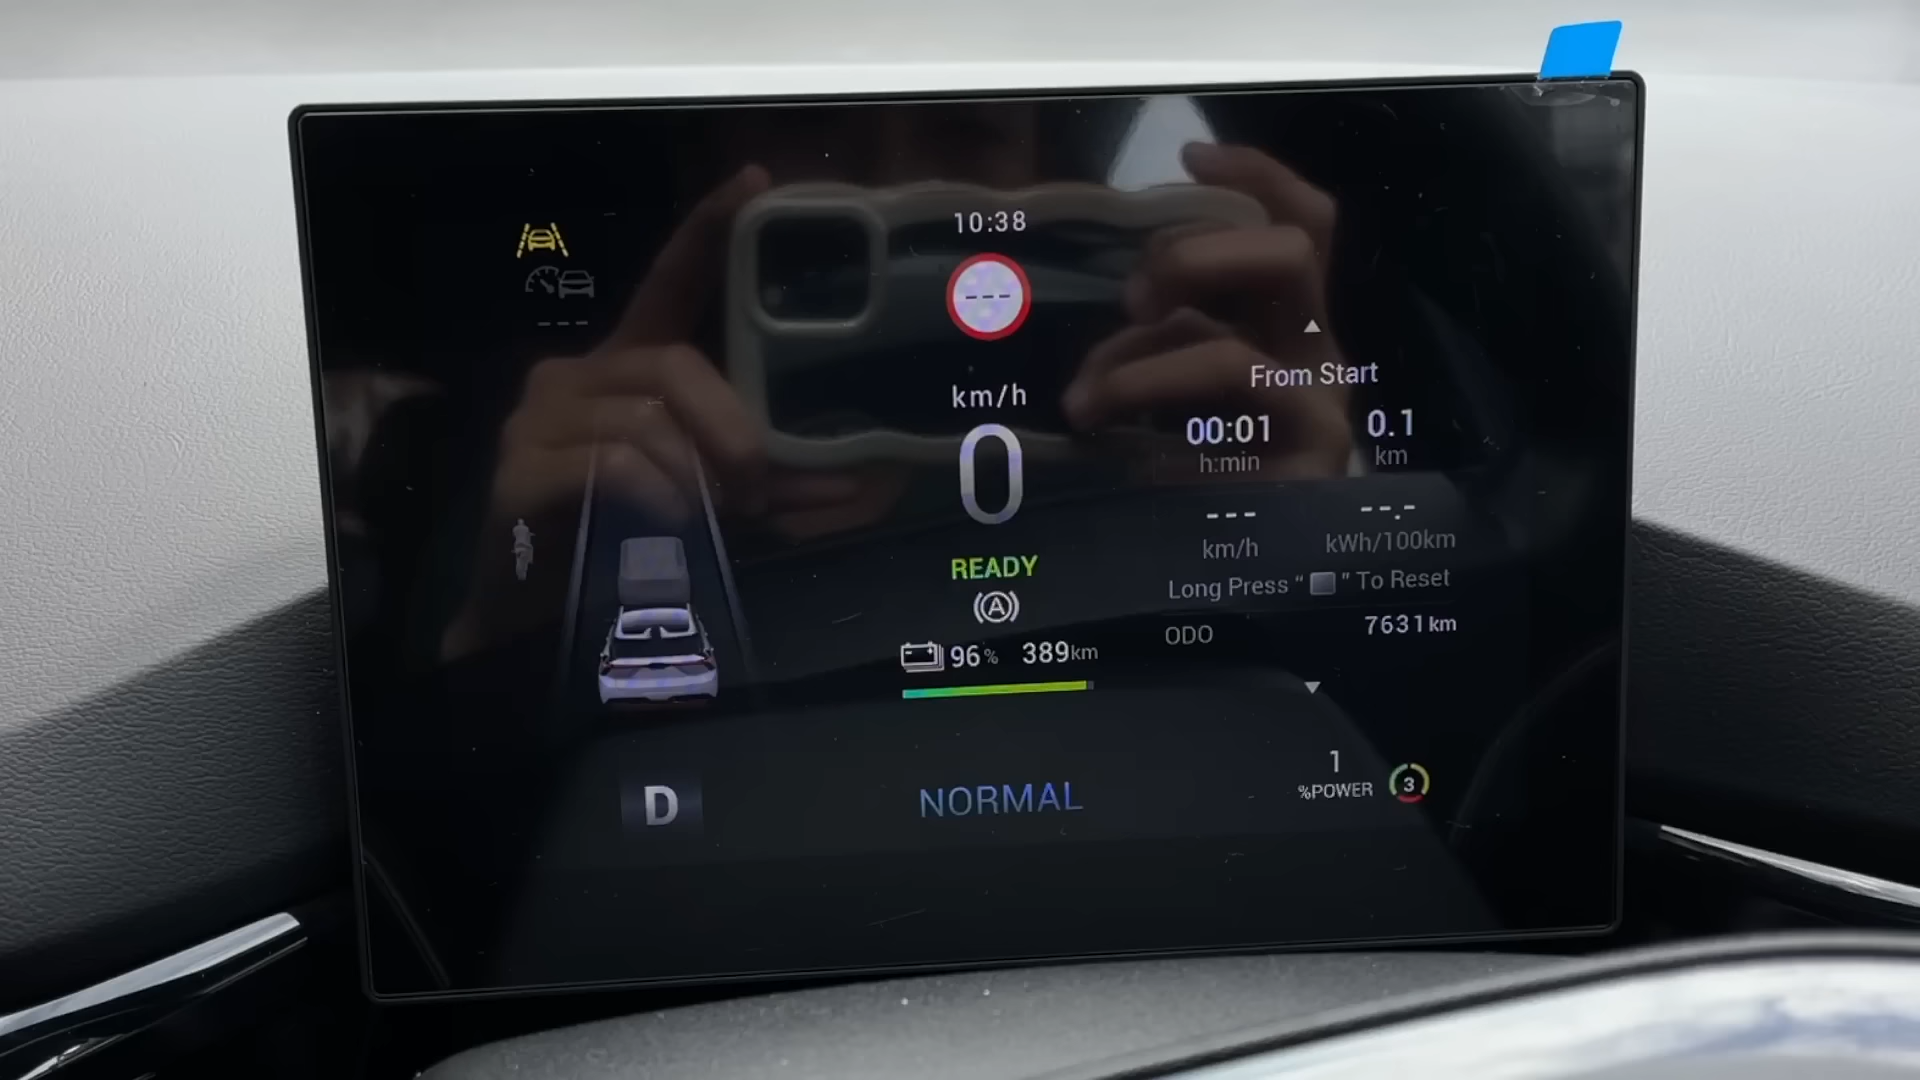 10:38
---
---
km/h
0
READY
(A)
96% 389km
From Start
00:01 0.1
h:min km
--- --.-
km/h kWh/100km
Long Press “ ” To Reset
ODO 7631km
D
NORMAL
1
%POWER 3